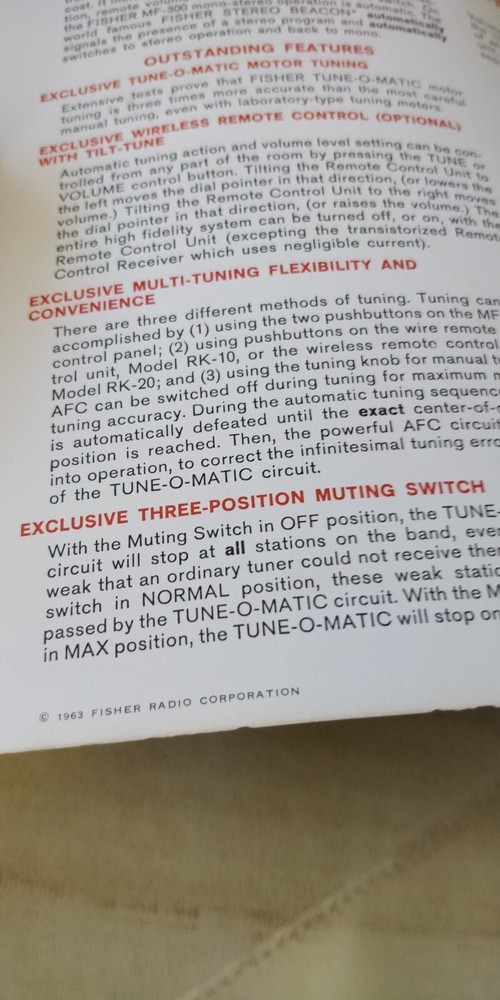 tion, remote volume
the FISHER MF-300 mono-stereo operation is automatic. The
world famous FISHER STEREO BEACON* automatically
signals the presence of a stereo program and automatically
switches to stereo operation and back to mono.
OUTSTANDING FEATURES
EXCLUSIVE TUNE-O-MATIC MOTOR TUNING
Extensive tests prove that FISHER TUNE-O-MATIC motor
tuning is three times more accurate than the most careful
manual tuning, even with laboratory-type tuning meters.
EXCLUSIVE WIRELESS REMOTE CONTROL (OPTIONAL)
WITH TILT-TUNE
Automatic tuning action and volume level setting can be con-
trolled from any part of the room by pressing the TUNE or
VOLUME control button. Tilting the Remote Control Unit to
the left moves the dial pointer in that direction, (or lowers the
volume.) Tilting the Remote Control Unit to the right moves
the dial pointer in that direction, (or raises the volume.) The
entire high fidelity system can be turned off, or on, with the
Remote Control Unit (excepting the transistorized Remot
Control Receiver which uses negligible current).
EXCLUSIVE MULTI-TUNING FLEXIBILITY AND
CONVENIENCE
There are three different methods of tuning. Tuning can
accomplished by (1) using the two pushbuttons on the MF
control panel; (2) using pushbuttons on the wire remote
trol unit, Model RK-10, or the wireless remote control
Model RK-20; and (3) using the tuning knob for manual t
AFC can be switched off during tuning for maximum m
tuning accuracy. During the automatic tuning sequenc
is automatically defeated until the exact center-of-c
position is reached. Then, the powerful AFC circuit
into operation, to correct the infinitesimal tuning erro
of the TUNE-O-MATIC circuit.
EXCLUSIVE THREE-POSITION MUTING SWITCH
With the Muting Switch in OFF position, the TUNE-
circuit will stop at all stations on the band, eve
weak that an ordinary tuner could not receive the
switch in NORMAL position, these weak static
passed by the TUNE-O-MATIC circuit. With the M
in MAX position, the TUNE-O-MATIC will stop on
© 1963 FISHER RADIO CORPORATION